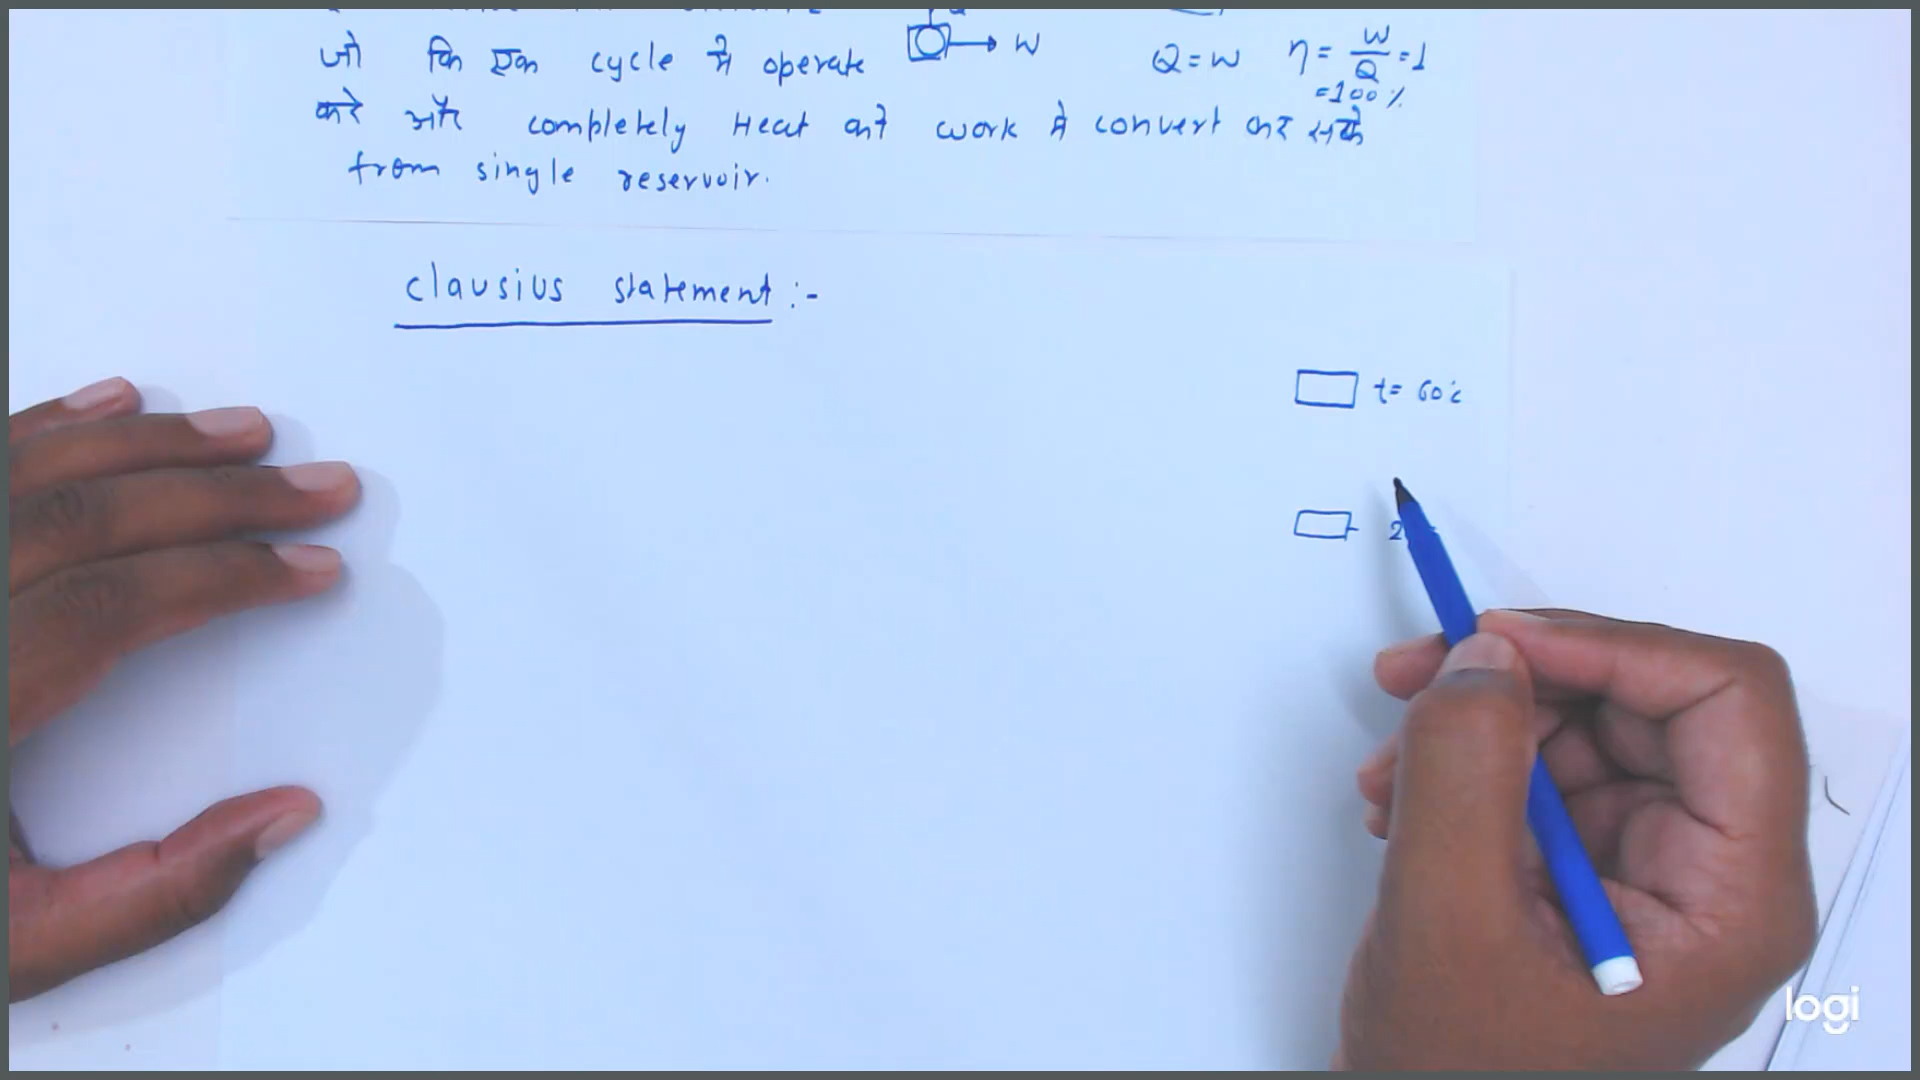 जो कि एक cycle में operate → W Q = W η = W/Q = 1
= 100 %
करे और completely Heat को work में convert कर सके
from single reservoir.
clausius statement :-
t = 60°c
logi